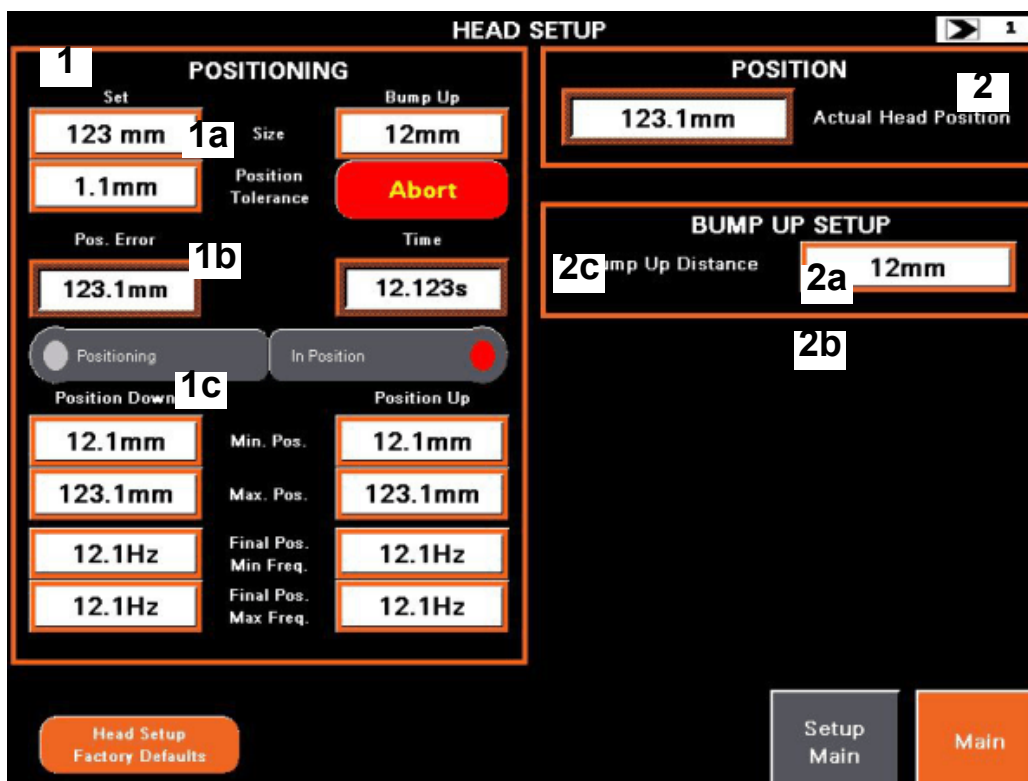 HEAD SETUP
1
1
POSITIONING
Set
Bump Up
123 mm
1a
Size
12mm
1.1mm
Position
Tolerance
Abort
Pos. Error
1b
Time
123.1mm
12.123s
Positioning
In Position
1c
Position Down
Position Up
12.1mm
Min. Pos.
12.1mm
123.1mm
Max. Pos.
123.1mm
12.1Hz
Final Pos.
Min Freq.
12.1Hz
12.1Hz
Final Pos.
Max Freq.
12.1Hz
POSITION
2
123.1mm
Actual Head Position
BUMP UP SETUP
2c
ump Up Distance
2a
12mm
2b
Head Setup
Factory Defaults
Setup
Main
Main